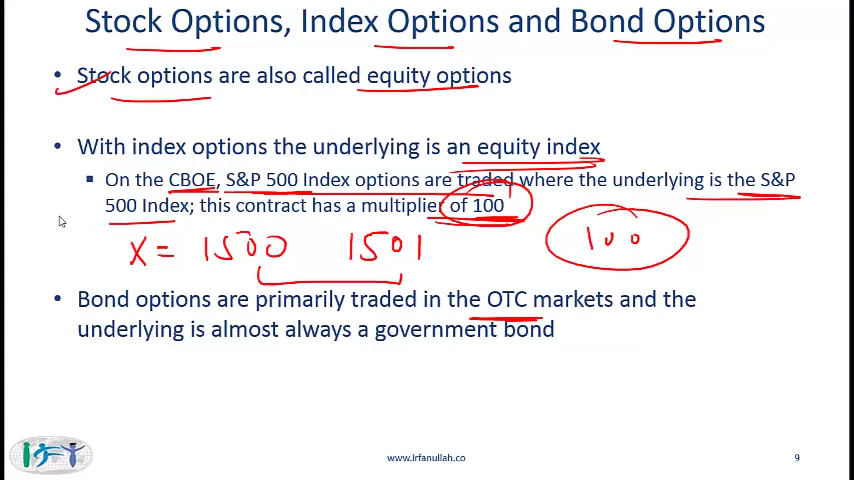 Stock Options, Index Options and Bond Options
• Stock options are also called equity options
• With index options the underlying is an equity index
▪ On the CBOE, S&P 500 Index options are traded where the underlying is the S&P
500 Index; this contract has a multiplier of 100
X = 1500 1501 100
• Bond options are primarily traded in the OTC markets and the
underlying is almost always a government bond
IFT
www.irfanullah.co
9